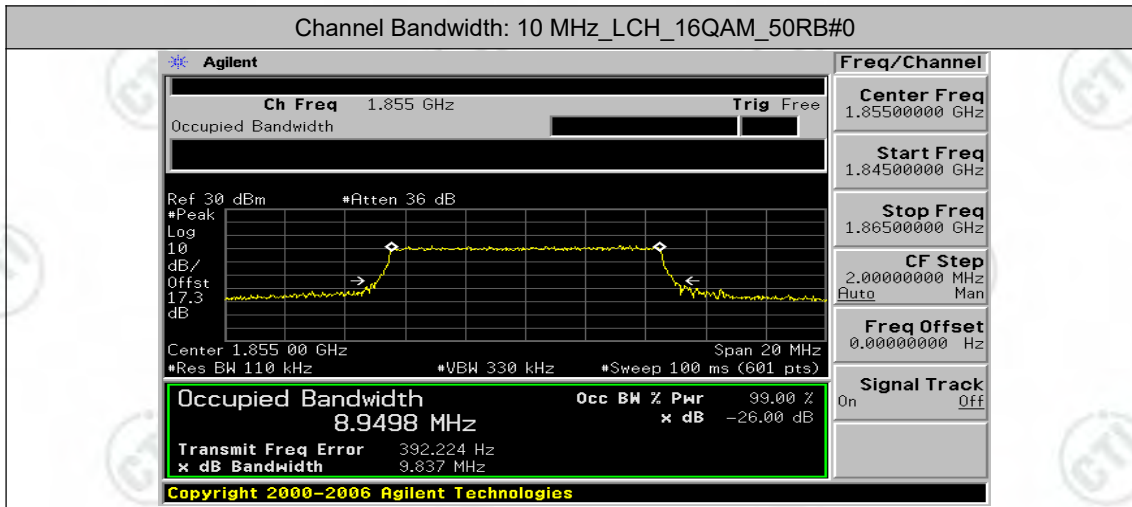 Channel Bandwidth: 10 MHz_LCH_16QAM_50RB#0
Agilent
Freq/Channel
Ch Freq 1.855 GHz Trig Free
Occupied Bandwidth
Center Freq
1.85500000 GHz
Start Freq
1.84500000 GHz
Stop Freq
1.86500000 GHz
CF Step
2.00000000 MHz
Auto Man
Freq Offset
0.00000000 Hz
Signal Track
On Off
Ref 30 dBm #Atten 36 dB
#Peak
Log
10
dB/
Offst
17.3
dB
Center 1.855 00 GHz Span 20 MHz
#Res BW 110 kHz #VBW 330 kHz #Sweep 100 ms (601 pts)
Occupied Bandwidth Occ BW % Pwr 99.00 %
8.9498 MHz x dB -26.00 dB
Transmit Freq Error 392.224 Hz
x dB Bandwidth 9.837 MHz
Copyright 2000-2006 Agilent Technologies
CTI
CTI
CTI
CTI